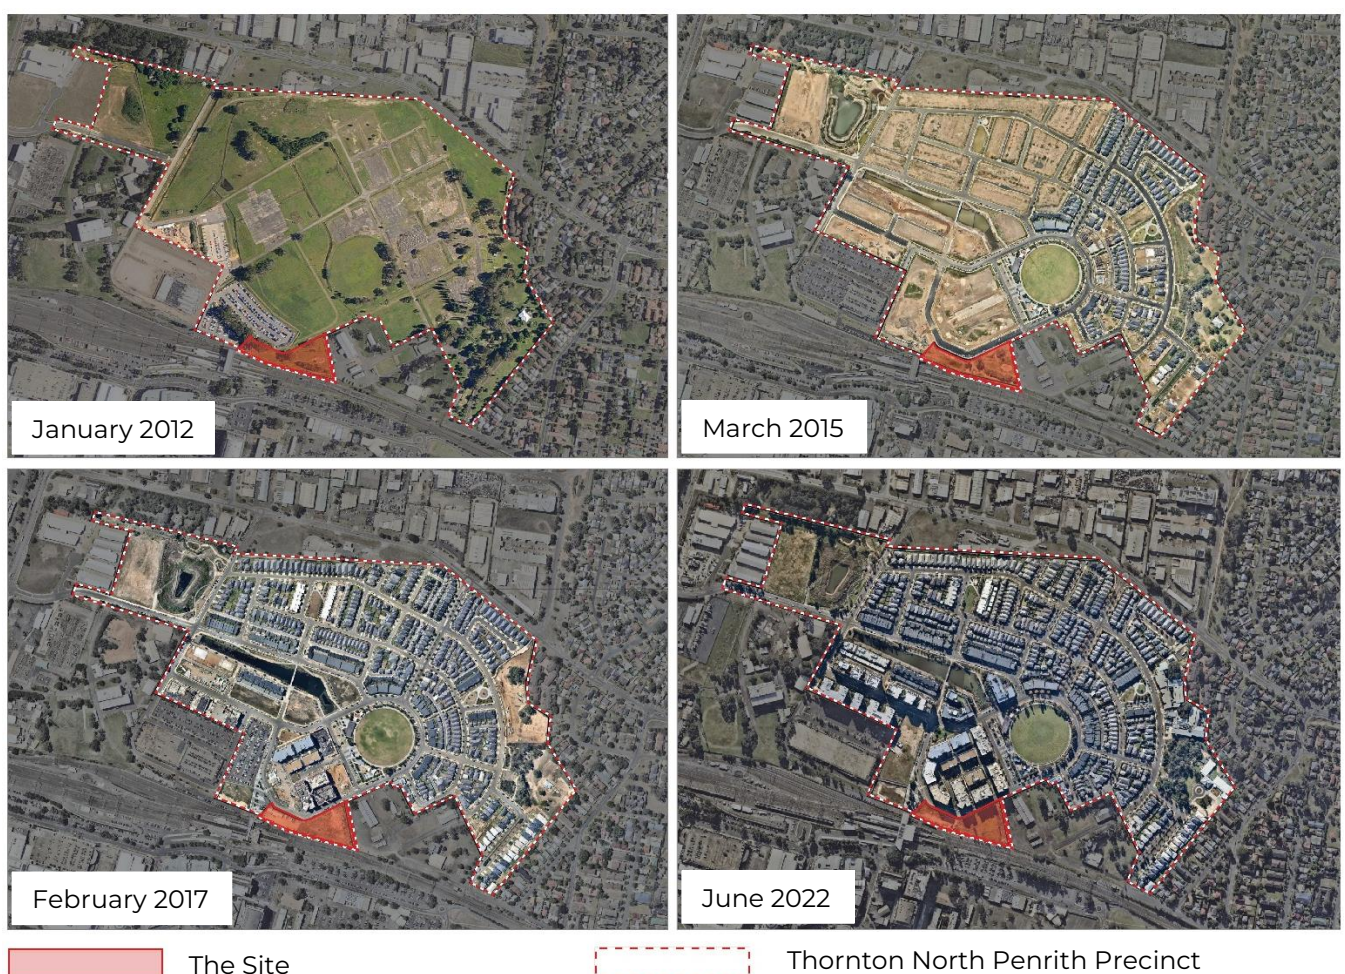 January 2012
March 2015
February 2017
June 2022
The Site
Thornton North Penrith Precinct